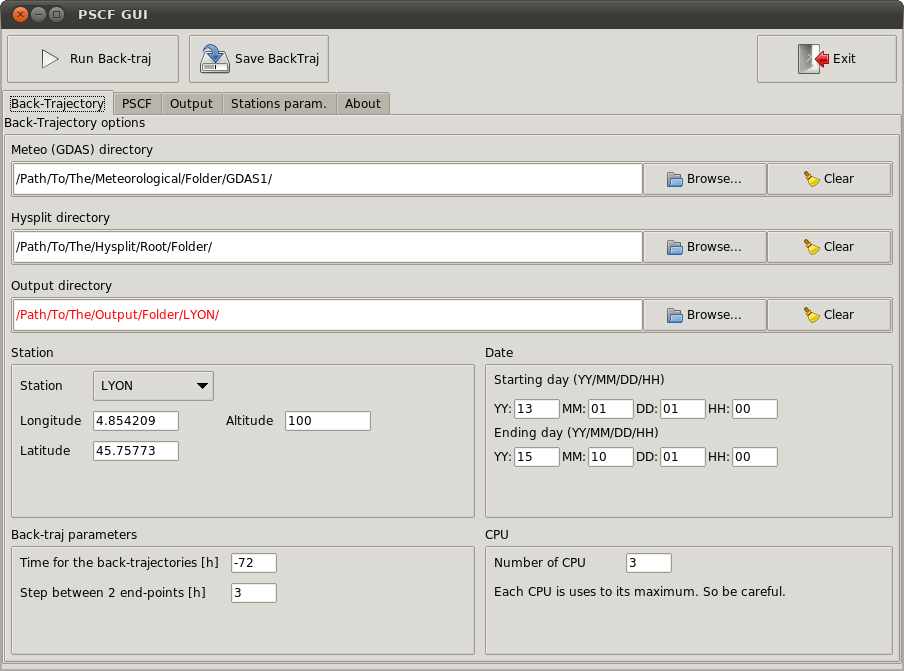 PSCF GUI
Run Back-traj
Save BackTraj
Exit
Back-Trajectory PSCF Output Stations param. About
Back-Trajectory options
Meteo (GDAS) directory
/Path/To/The/Meteorological/Folder/GDAS1/ Browse... Clear
Hysplit directory
/Path/To/The/Hysplit/Root/Folder/ Browse... Clear
Output directory
/Path/To/The/Output/Folder/LYON/ Browse... Clear
Station
Station LYON
Longitude 4.854209 Altitude 100
Latitude 45.75773
Date
Starting day (YY/MM/DD/HH)
YY: 13 MM: 01 DD: 01 HH: 00
Ending day (YY/MM/DD/HH)
YY: 15 MM: 10 DD: 01 HH: 00
Back-traj parameters
Time for the back-trajectories [h] -72
Step between 2 end-points [h] 3
CPU
Number of CPU 3
Each CPU is uses to its maximum. So be careful.